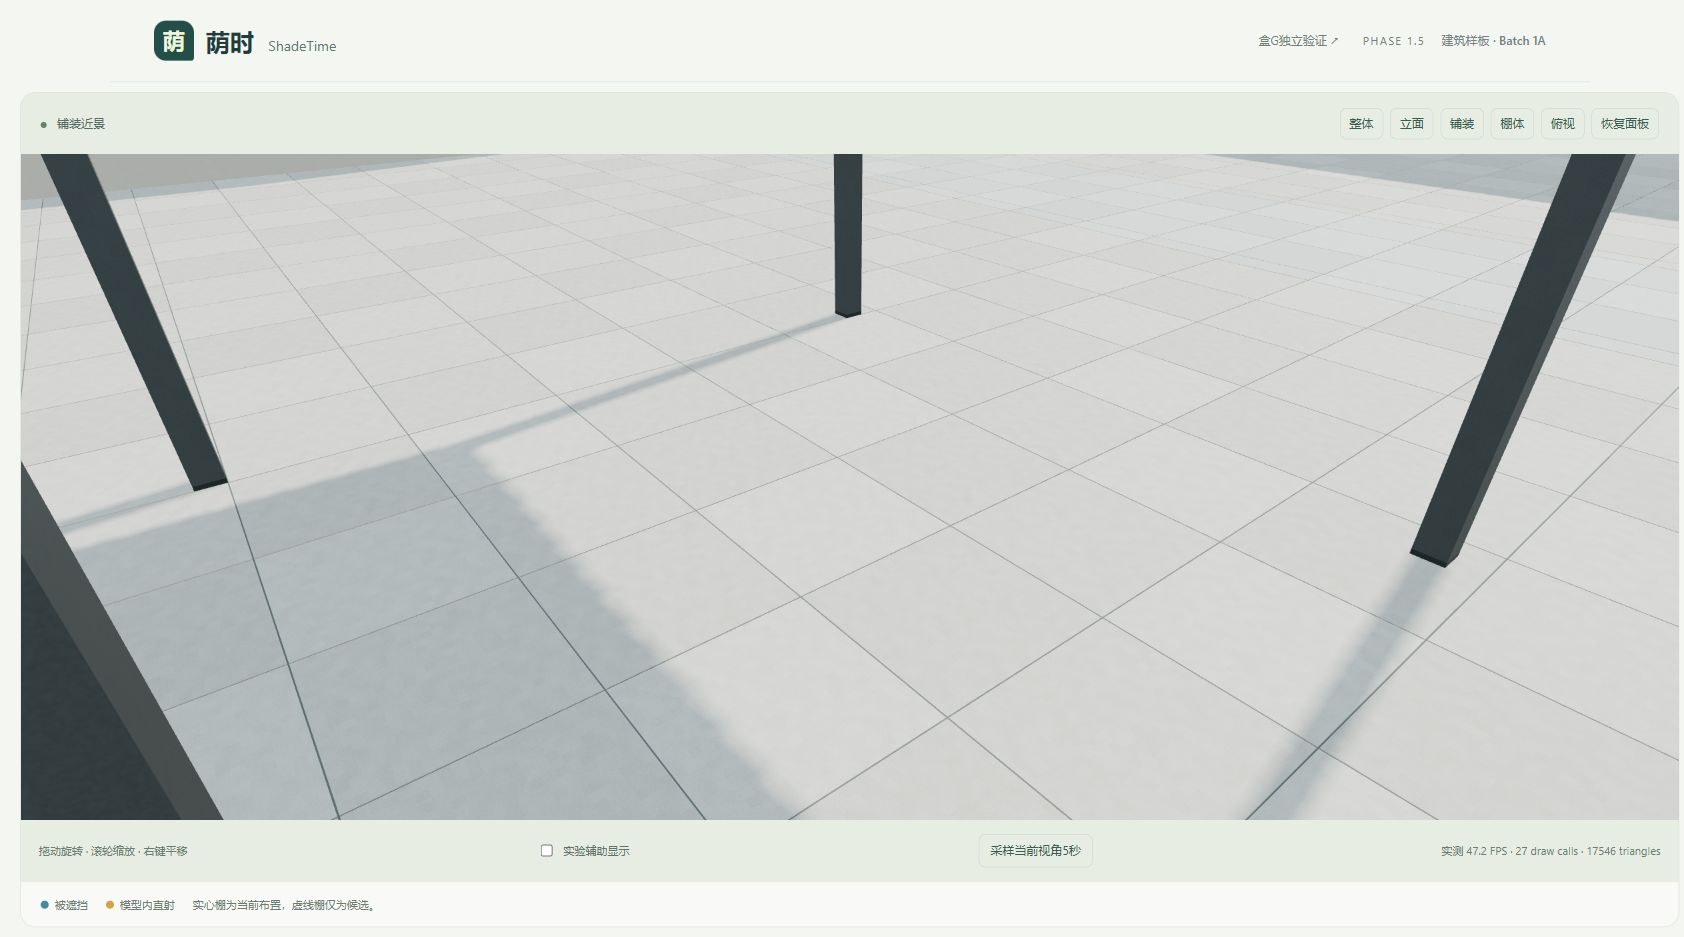 荫 荫时 ShadeTime 盒G独立验证 ↗ PHASE 1.5 建筑样板 · Batch 1A
铺装近景 整体 立面 铺装 棚体 俯视 恢复面板
拖动旋转 · 滚轮缩放 · 右键平移 实验辅助显示 采样当前视角5秒 实测 47.2 FPS · 27 draw calls · 17546 triangles
被遮挡 模型内直射 实心棚为当前布置，虚线棚仅为候选。